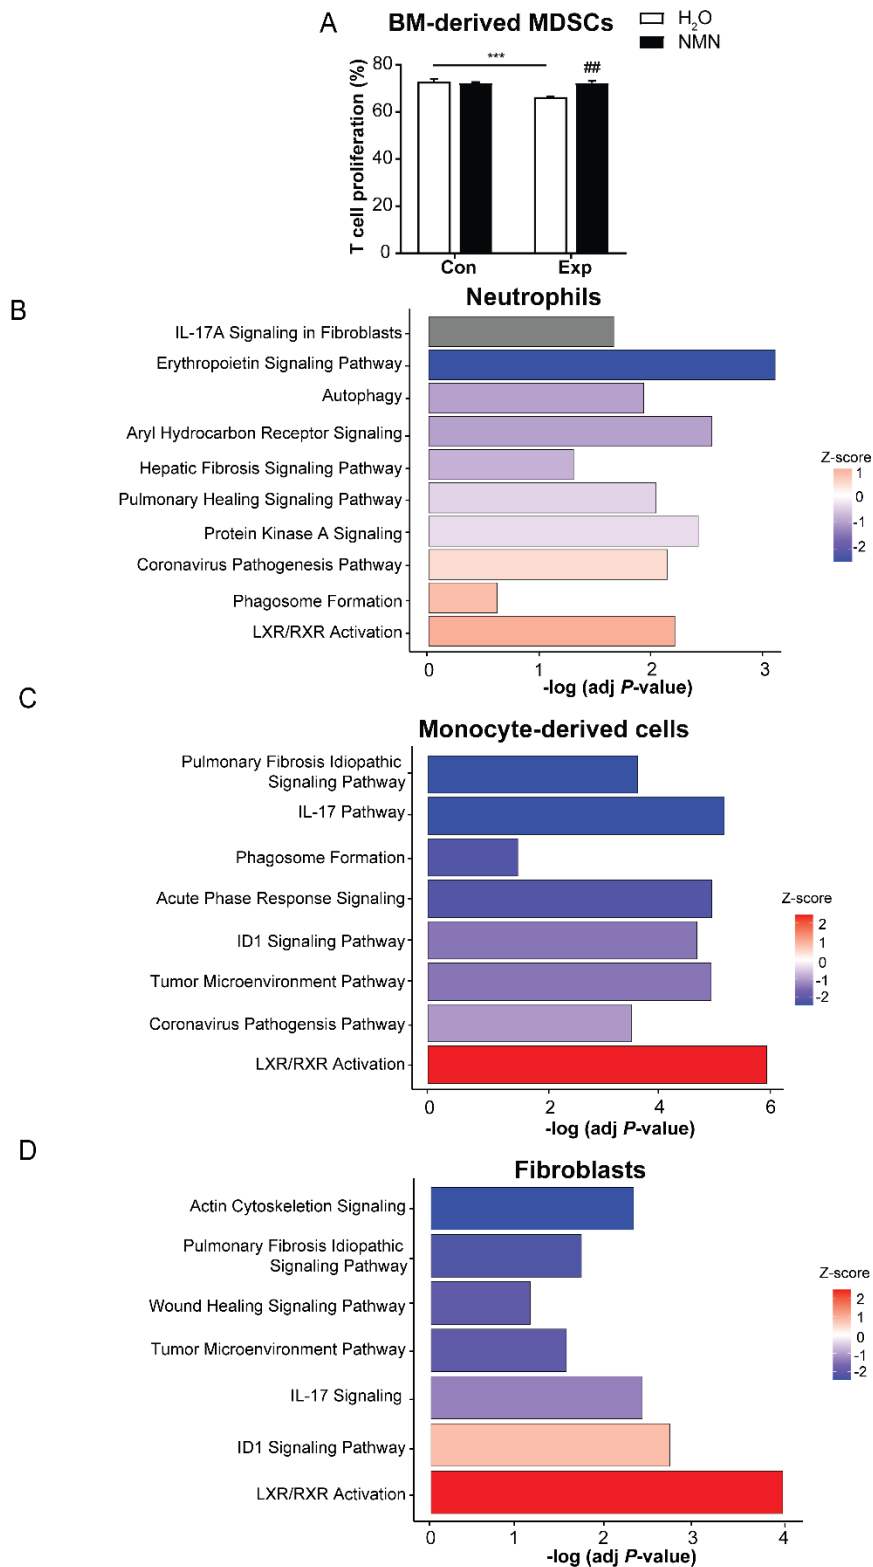 A
BM-derived MDSCs
H2O
NMN
T cell proliferation (%)
80
60
40
20
0
***
##
Con
Exp
B
Neutrophils
IL-17A Signaling in Fibroblasts
Erythropoietin Signaling Pathway
Autophagy
Aryl Hydrocarbon Receptor Signaling
Hepatic Fibrosis Signaling Pathway
Pulmonary Healing Signaling Pathway
Protein Kinase A Signaling
Coronavirus Pathogenesis Pathway
Phagosome Formation
LXR/RXR Activation
0 1 2 3
-log (adj P-value)
Z-score
1
0
-1
-2
C
Monocyte-derived cells
Pulmonary Fibrosis Idiopathic
Signaling Pathway
IL-17 Pathway
Phagosome Formation
Acute Phase Response Signaling
ID1 Signaling Pathway
Tumor Microenvironment Pathway
Coronavirus Pathogensis Pathway
LXR/RXR Activation
0 2 4 6
-log (adj P-value)
Z-score
2
1
0
-1
-2
D
Fibroblasts
Actin Cytoskeletion Signaling
Pulmonary Fibrosis Idiopathic
Signaling Pathway
Wound Healing Signaling Pathway
Tumor Microenvironment Pathway
IL-17 Signaling
ID1 Signaling Pathway
LXR/RXR Activation
0 1 2 3 4
-log (adj P-value)
Z-score
2
1
0
-1
-2